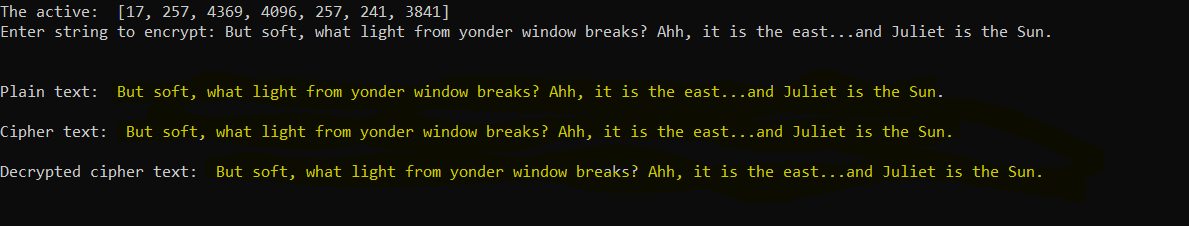 The active:  [17, 257, 4369, 4096, 257, 241, 3841]
Enter string to encrypt: But soft, what light from yonder window breaks? Ahh, it is the east...and Juliet is the Sun.
Plain text:  But soft, what light from yonder window breaks? Ahh, it is the east...and Juliet is the Sun.
Cipher text:  But soft, what light from yonder window breaks? Ahh, it is the east...and Juliet is the Sun.
Decrypted cipher text:  But soft, what light from yonder window breaks? Ahh, it is the east...and Juliet is the Sun.